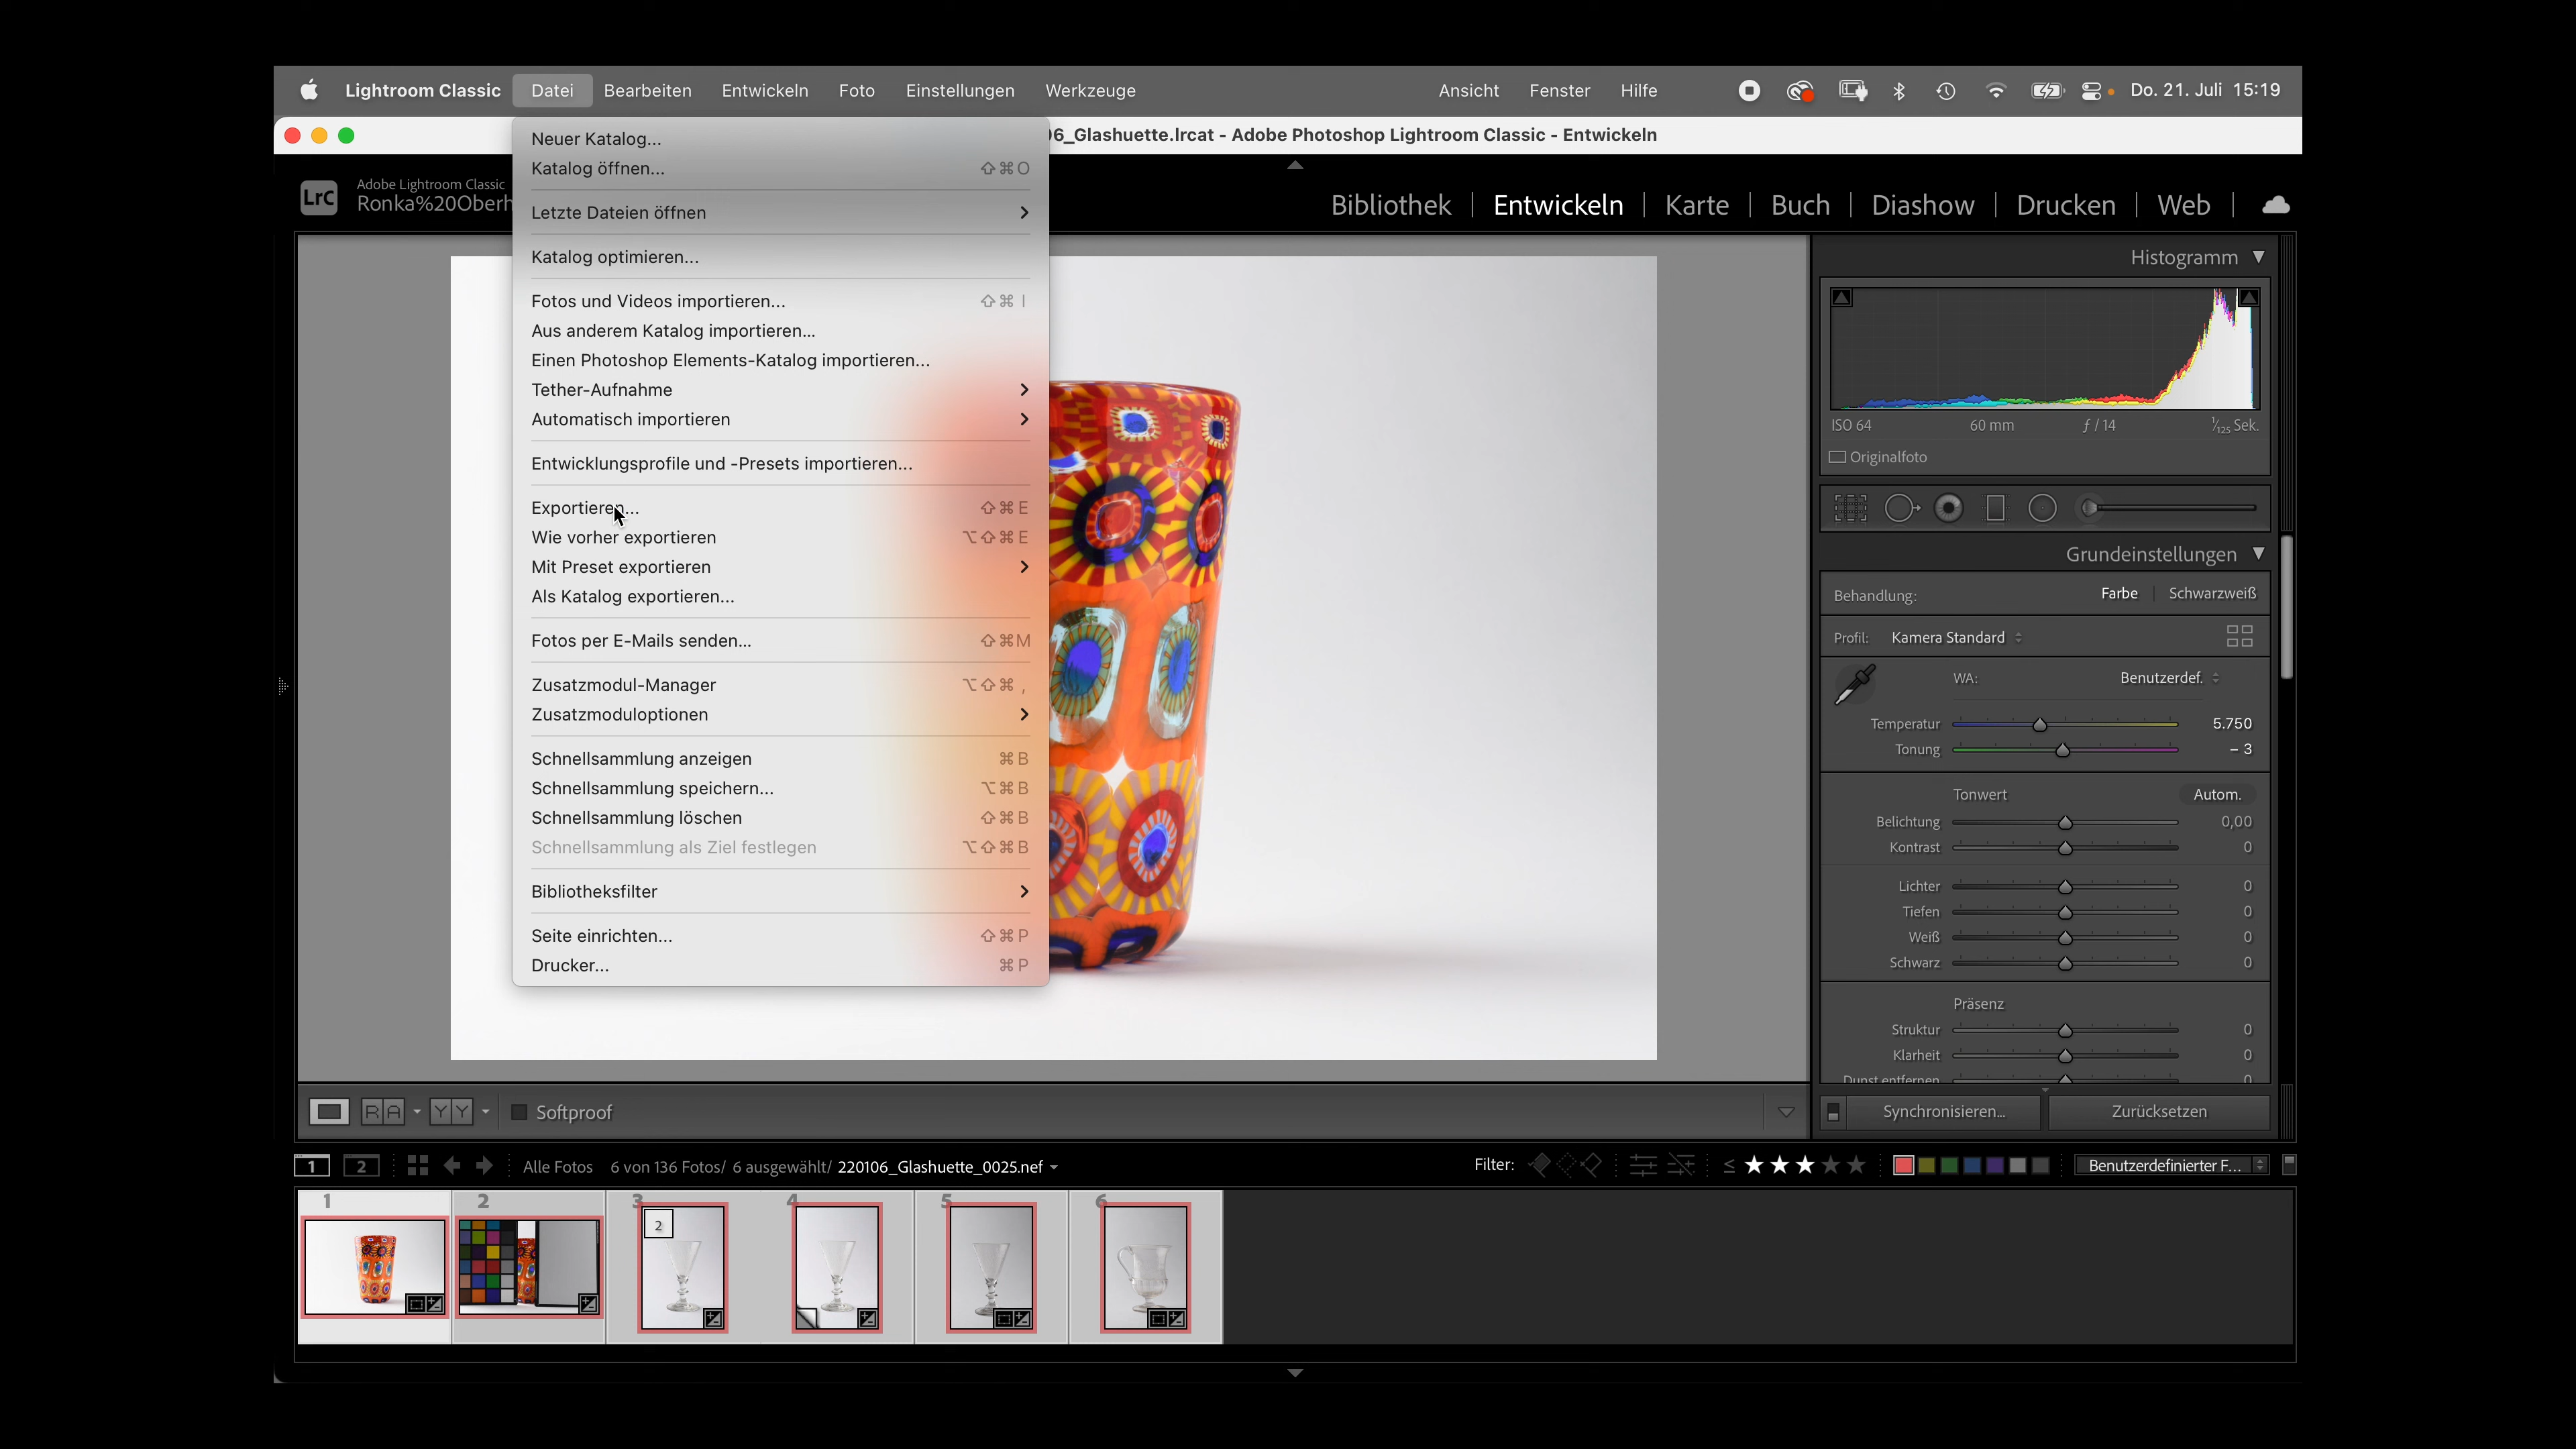 Lightroom Classic Datei Bearbeiten Entwickeln Foto Einstellungen Werkzeuge Ansicht Fenster Hilfe Do. 21. Juli 15:19
06_Glashuette.lrcat - Adobe Photoshop Lightroom Classic - Entwickeln
Neuer Katalog...
Katalog öffnen... ⇧⌘O
Letzte Dateien öffnen
Katalog optimieren...
Fotos und Videos importieren... ⇧⌘I
Aus anderem Katalog importieren...
Einen Photoshop Elements-Katalog importieren...
Tether-Aufnahme
Automatisch importieren
Entwicklungsprofile und -Presets importieren...
Exportieren... ⇧⌘E
Wie vorher exportieren ⌥⇧⌘E
Mit Preset exportieren
Als Katalog exportieren...
Fotos per E-Mails senden... ⇧⌘M
Zusatzmodul-Manager ⌥⇧⌘,
Zusatzmoduloptionen
Schnellsammlung anzeigen ⌘B
Schnellsammlung speichern... ⌥⌘B
Schnellsammlung löschen ⇧⌘B
Schnellsammlung als Ziel festlegen ⌥⇧⌘B
Bibliotheksfilter
Seite einrichten... ⇧⌘P
Drucker... ⌘P
LrC
Adobe Lightroom Classic
Ronka%20Oberh
Bibliothek | Entwickeln | Karte | Buch | Diashow | Drucken | Web |
Histogramm
ISO 64 60 mm ƒ / 14 1/125 Sek.
Originalfoto
Grundeinstellungen
Behandlung: Farbe Schwarzweiß
Profil: Kamera Standard
WA: Benutzerdef.
Temperatur 5.750
Tonung – 3
Tonwert Autom.
Belichtung 0,00
Kontrast 0
Lichter 0
Tiefen 0
Weiß 0
Schwarz 0
Präsenz
Struktur 0
Klarheit 0
Dunst entfernen 0
RA YY Softproof
Synchronisieren... Zurücksetzen
1 2 Alle Fotos 6 von 136 Fotos/ 6 ausgewählt/ 220106_Glashuette_0025.nef Filter: ≤ ★★★★★ Benutzerdefinierter F...
1 2 3 4 5 6
2